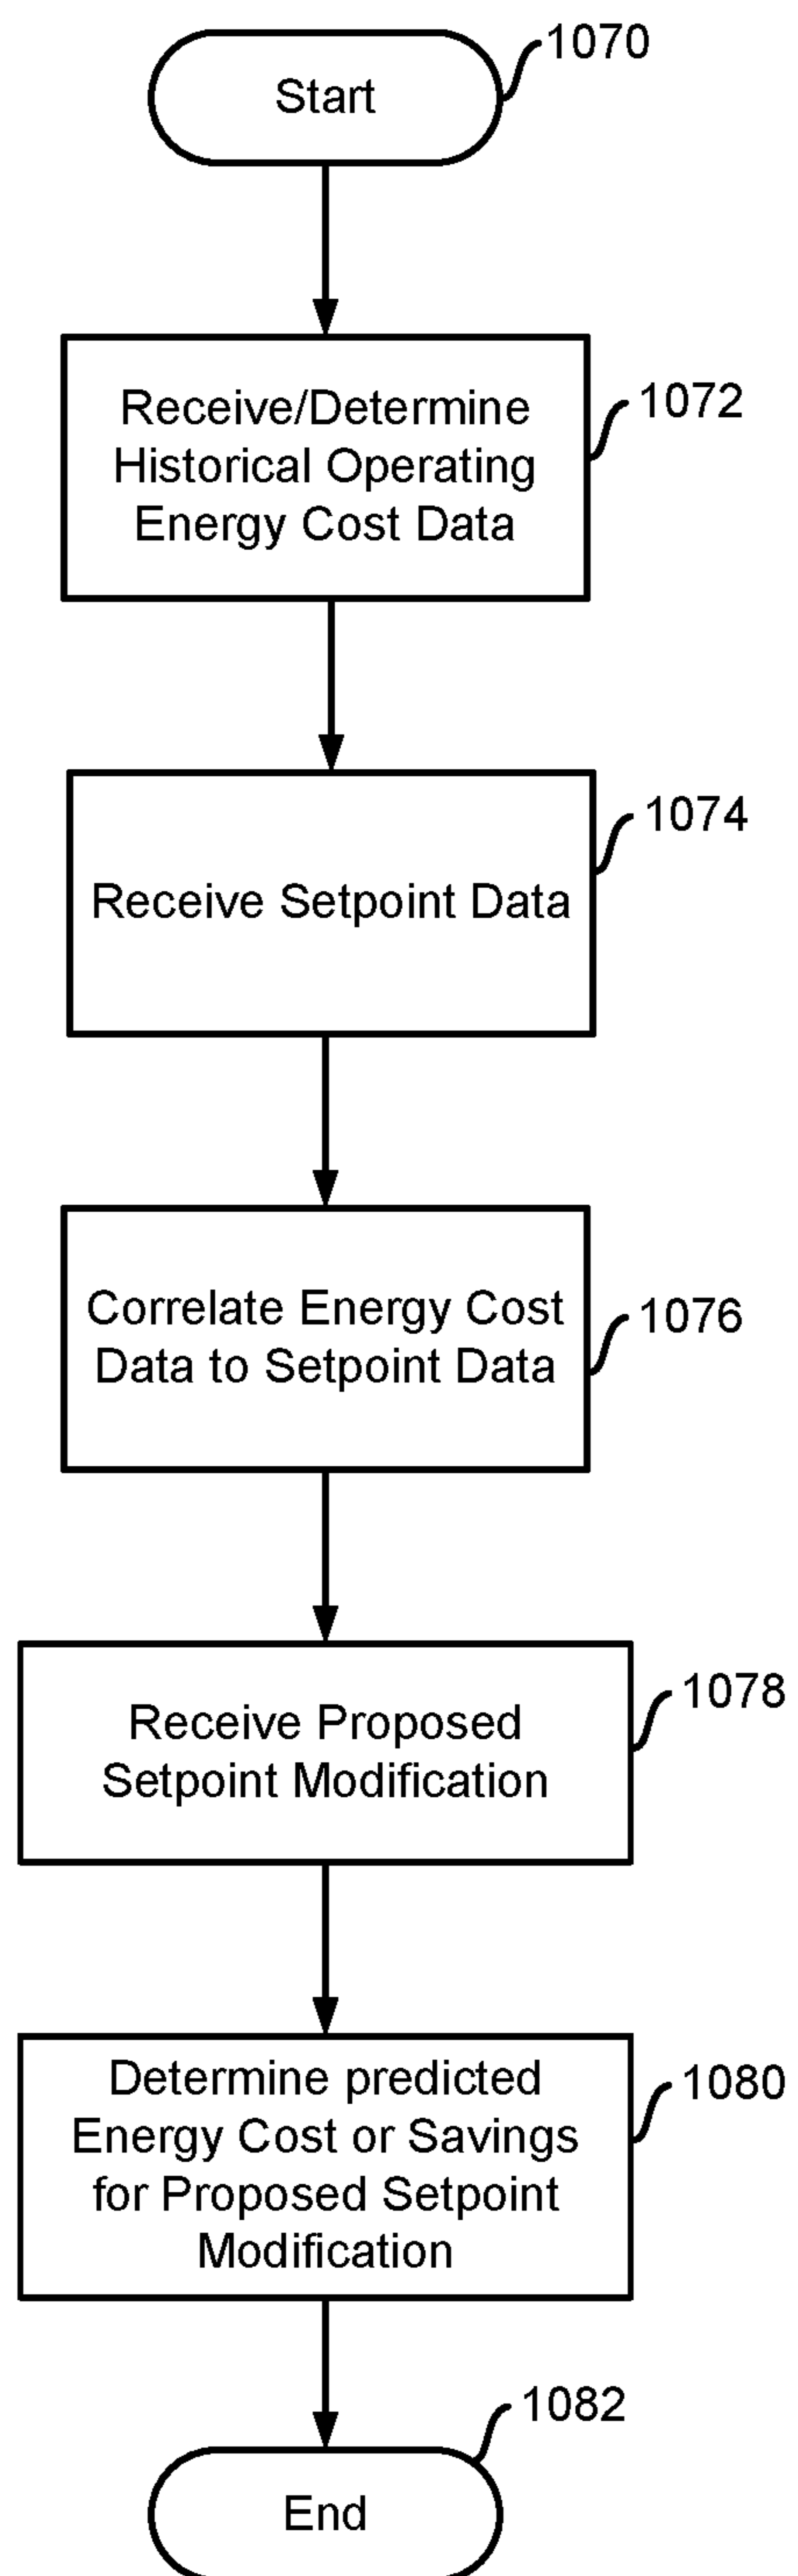 1070
Start
Receive/Determine
Historical Operating
Energy Cost Data
1072
Receive Setpoint Data
1074
Correlate Energy Cost
Data to Setpoint Data
1076
Receive Proposed
Setpoint Modification
1078
Determine predicted
Energy Cost or Savings
for Proposed Setpoint
Modification
1080
1082
End